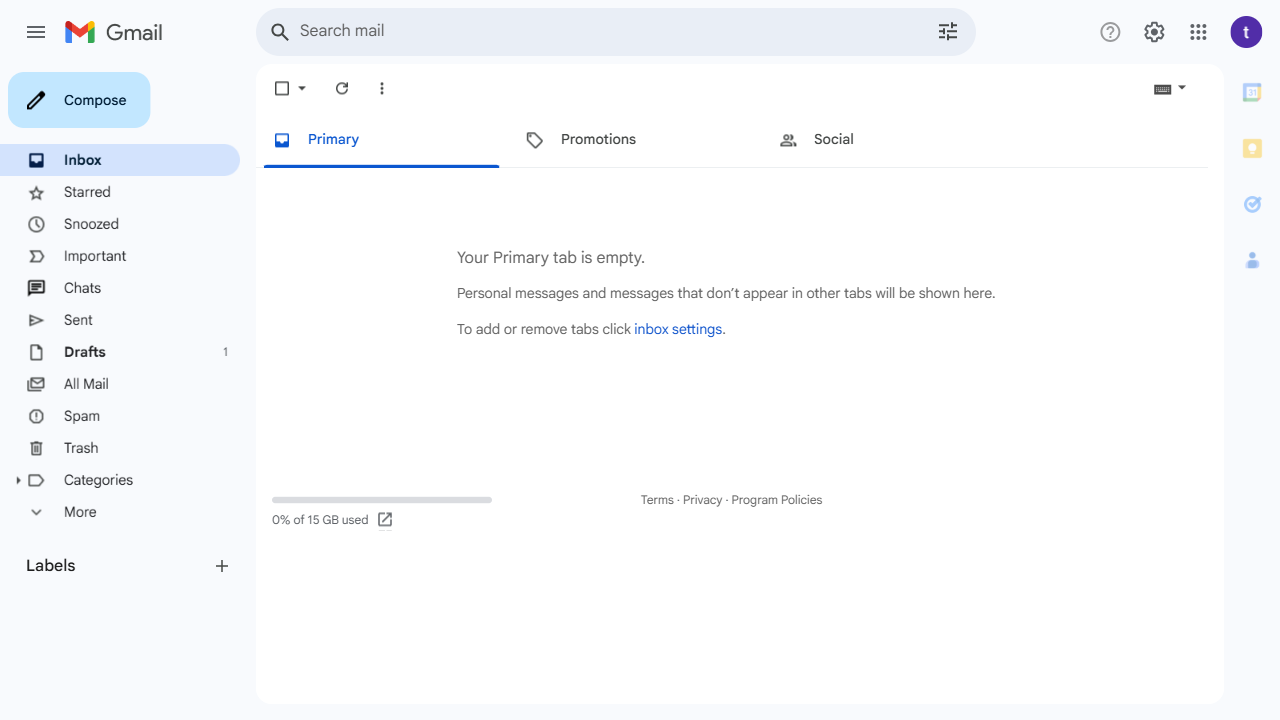 Gmail
Search mail
t
Compose
Inbox
Starred
Snoozed
Important
Chats
Sent
Drafts 1
All Mail
Spam
Trash
Categories
More
Labels
Primary
Promotions
Social
Your Primary tab is empty.
Personal messages and messages that don’t appear in other tabs will be shown here.
To add or remove tabs click inbox settings.
0% of 15 GB used
Terms · Privacy · Program Policies
31